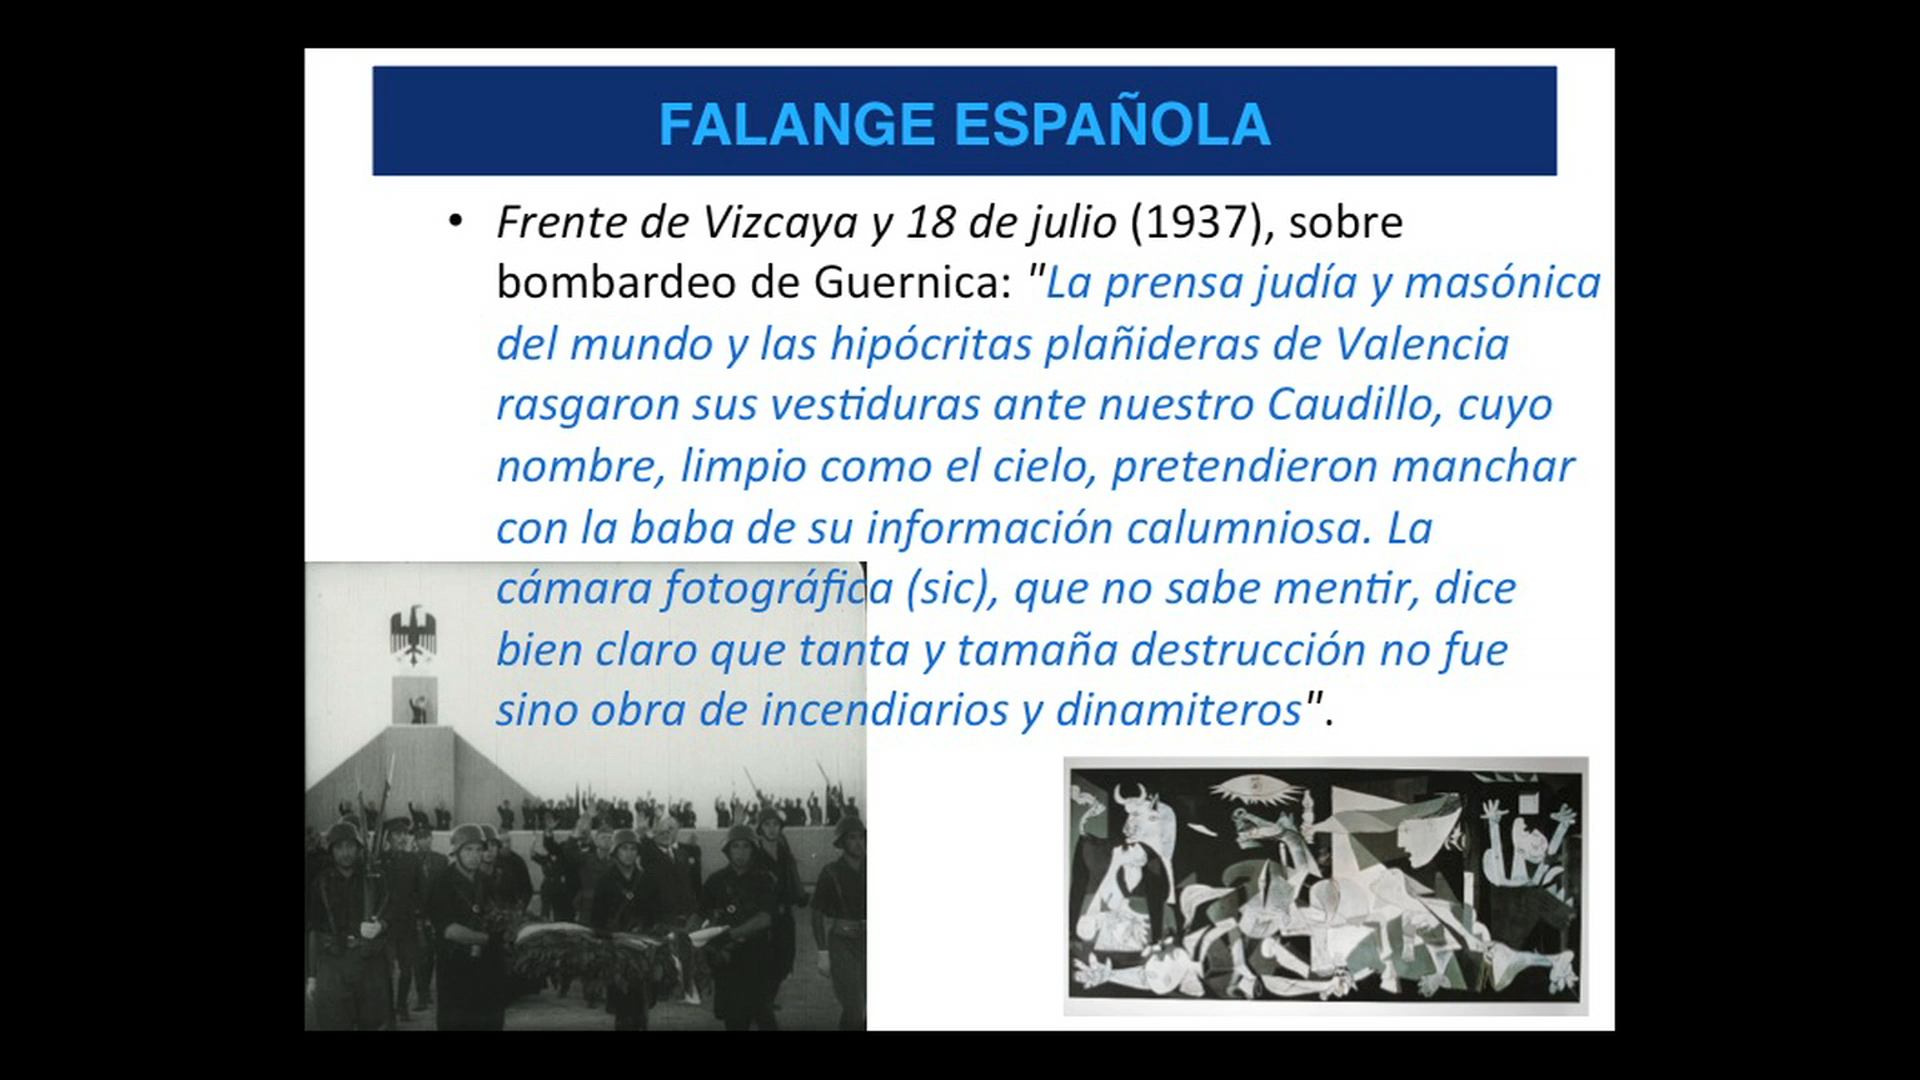 FALANGE ESPAÑOLA
• Frente de Vizcaya y 18 de julio (1937), sobre
bombardeo de Guernica: "La prensa judía y masónica
del mundo y las hipócritas plañideras de Valencia
rasgaron sus vestiduras ante nuestro Caudillo, cuyo
nombre, limpio como el cielo, pretendieron manchar
con la baba de su información calumniosa. La
cámara fotográfica (sic), que no sabe mentir, dice
bien claro que tanta y tamaña destrucción no fue
sino obra de incendiarios y dinamiteros".